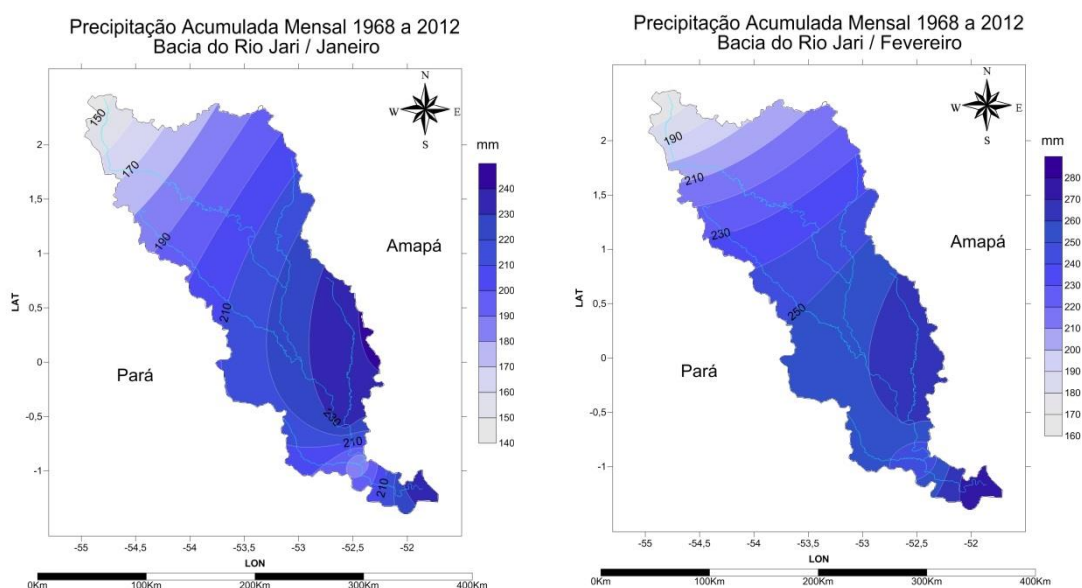 Precipitação Acumulada Mensal 1968 a 2012
Bacia do Rio Jari / Janeiro
N
W E
S
mm
240
230
220
210
200
190
180
170
160
150
140
2
1,5
1
0,5
0
-0,5
-1
LAT
150
170
190
210
230
210
210
Amapá
Pará
-55
-54,5
-54
-53,5
-53
-52,5
-52
LON
0Km
100Km
200Km
300Km
400Km
Precipitação Acumulada Mensal 1968 a 2012
Bacia do Rio Jari / Fevereiro
N
W E
S
mm
280
270
260
250
240
230
220
210
200
190
180
170
160
2
1,5
1
0,5
0
-0,5
-1
LAT
190
210
230
250
Amapá
Pará
-55
-54,5
-54
-53,5
-53
-52,5
-52
LON
0Km
100Km
200Km
300Km
400Km